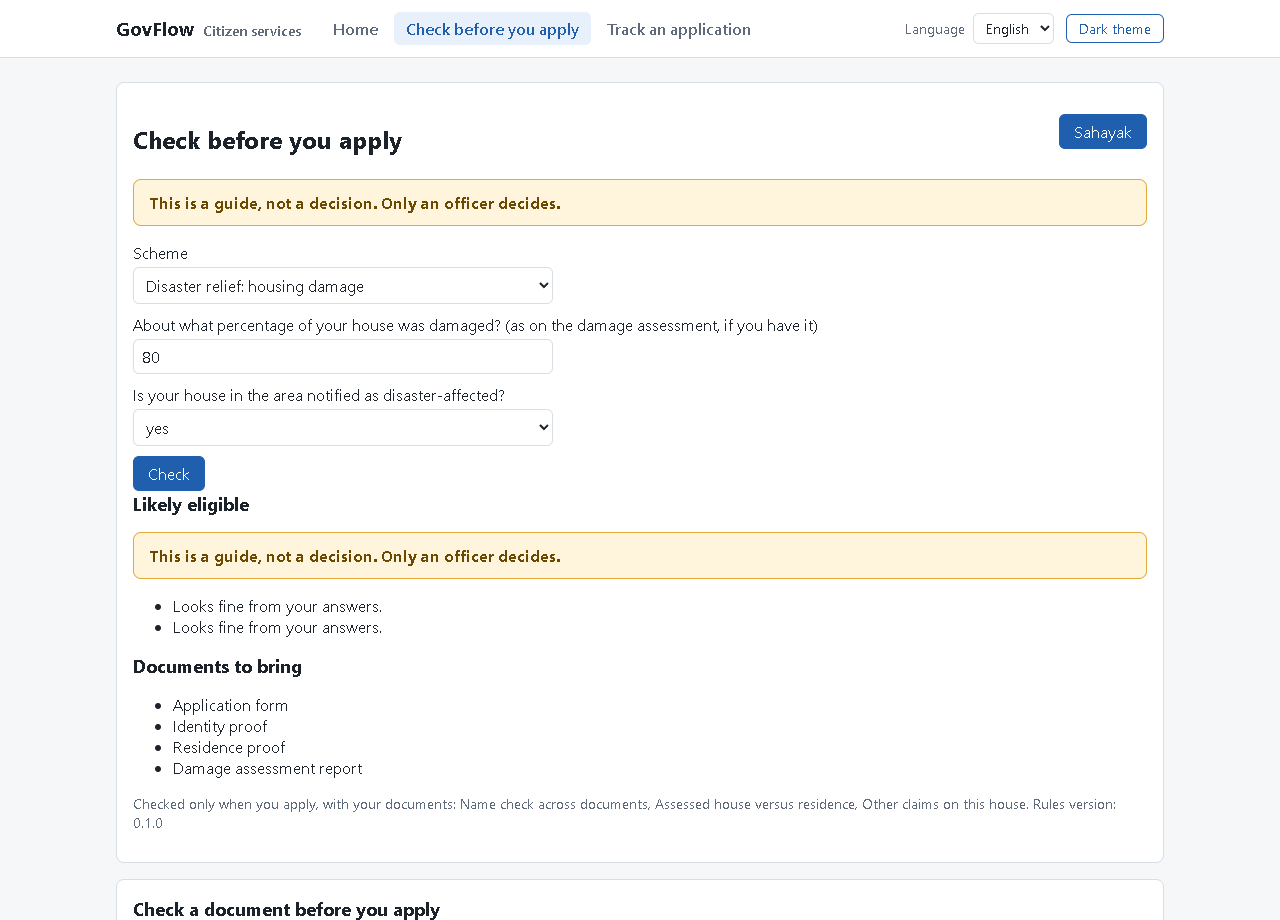 GovFlow Citizen services Home Check before you apply Track an application Language English Dark theme
Check before you apply
Sahayak
This is a guide, not a decision. Only an officer decides.
Scheme
Disaster relief: housing damage
About what percentage of your house was damaged? (as on the damage assessment, if you have it)
80
Is your house in the area notified as disaster-affected?
yes
Check
Likely eligible
This is a guide, not a decision. Only an officer decides.
Looks fine from your answers.
Looks fine from your answers.
Documents to bring
Application form
Identity proof
Residence proof
Damage assessment report
Checked only when you apply, with your documents: Name check across documents, Assessed house versus residence, Other claims on this house. Rules version:
0.1.0
Check a document before you apply